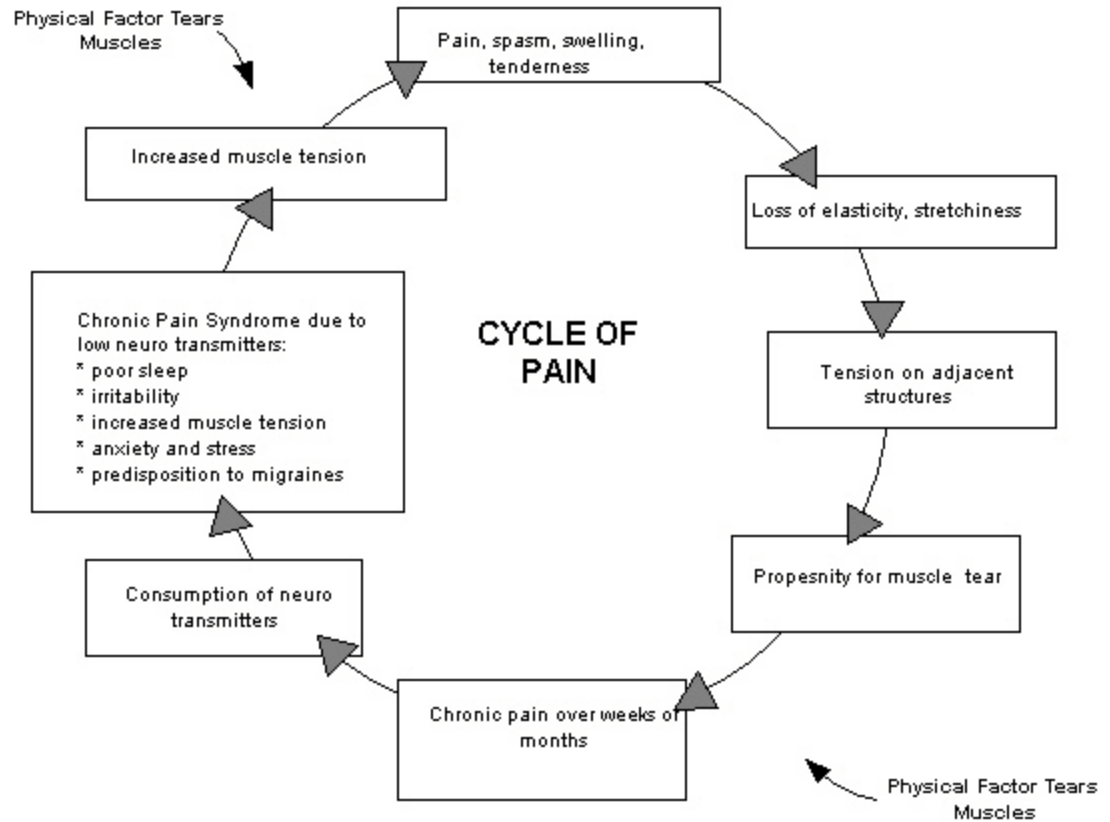 Physical Factor Tears
Muscles
Pain, spasm, swelling,
tenderness
Increased muscle tension
Loss of elasticity, stretchiness
Chronic Pain Syndrome due to
low neuro transmitters:
* poor sleep
* irritability
* increased muscle tension
* anxiety and stress
* predisposition to migraines
CYCLE OF
PAIN
Tension on adjacent
structures
Propesnity for muscle tear
Consumption of neuro
transmitters
Chronic pain over weeks of
months
Physical Factor Tears
Muscles